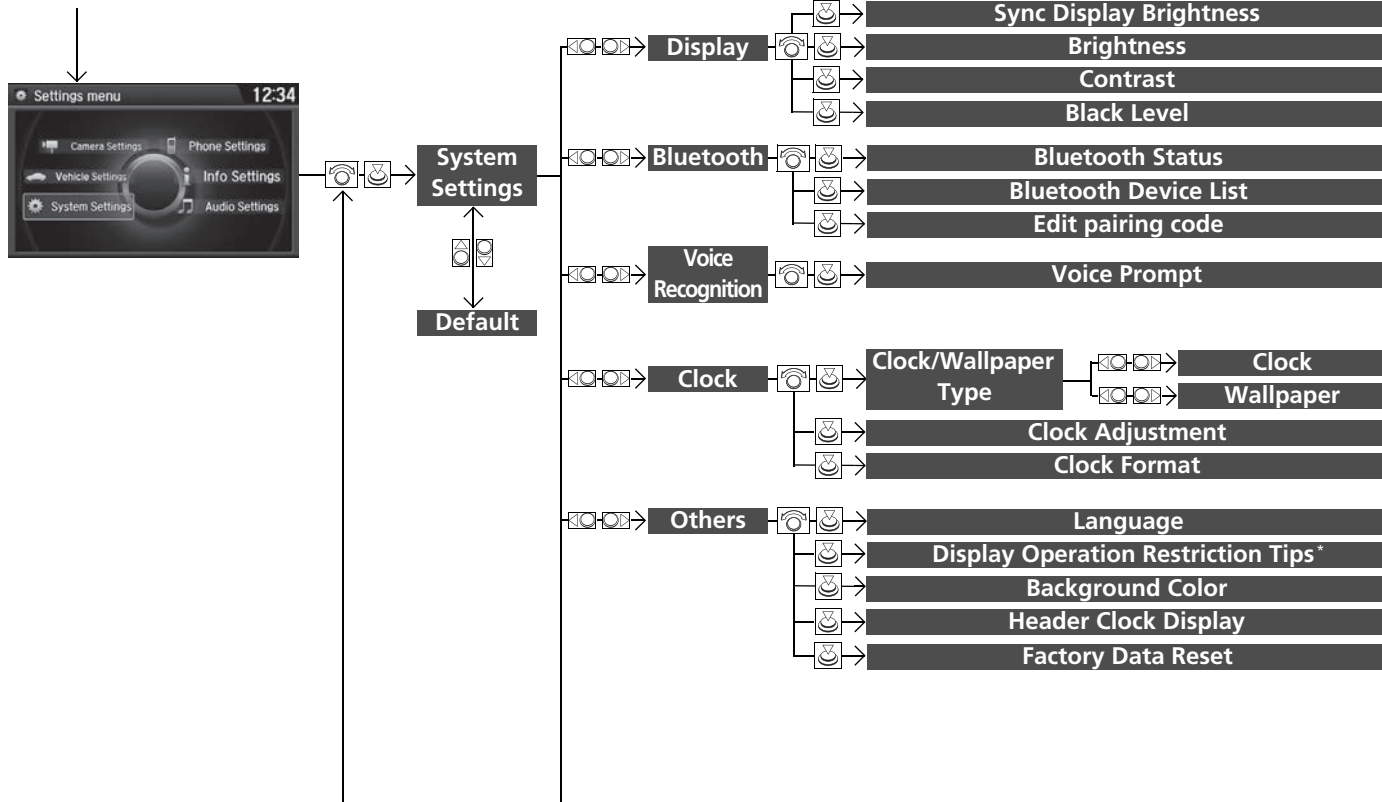 Settings menu 12:34
Camera Settings Phone Settings
Vehicle Settings Info Settings
System Settings Audio Settings
System
Settings
Default
Display
Sync Display Brightness
Brightness
Contrast
Black Level
Bluetooth
Bluetooth Status
Bluetooth Device List
Edit pairing code
Voice
Recognition
Voice Prompt
Clock
Clock/Wallpaper
Type
Clock
Wallpaper
Clock Adjustment
Clock Format
Others
Language
Display Operation Restriction Tips*
Background Color
Header Clock Display
Factory Data Reset